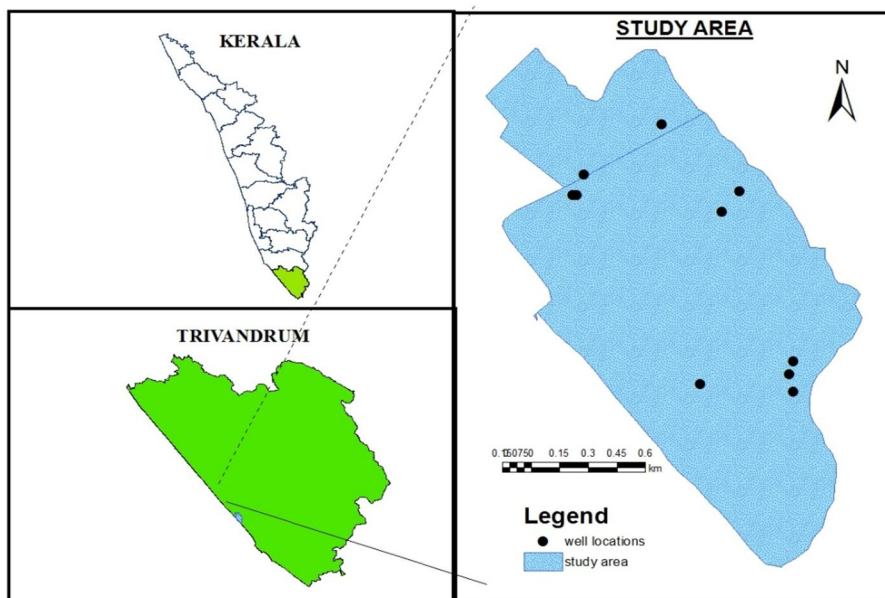 KERALA
TRIVANDRUM
STUDY AREA
N
0.15 0.3 0.45 0.6
km
Legend
well locations
study area